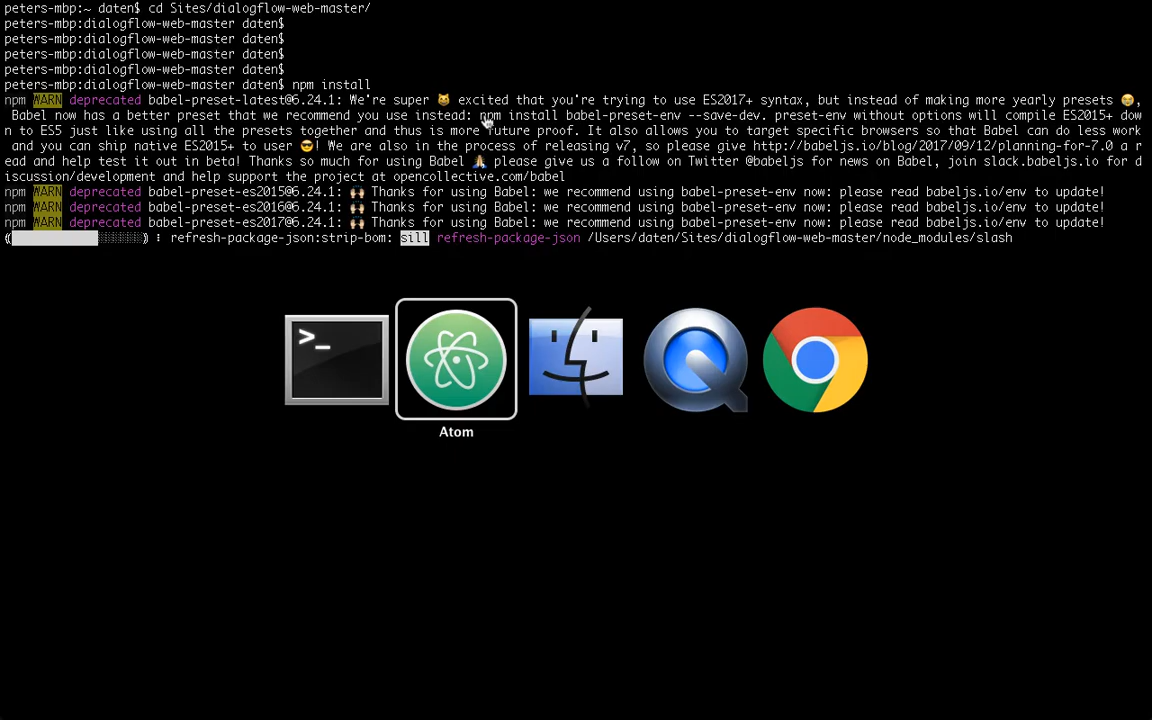 peters-mbp:~ daten$ cd Sites/dialogflow-web-master/
peters-mbp:dialogflow-web-master daten$
peters-mbp:dialogflow-web-master daten$
peters-mbp:dialogflow-web-master daten$
peters-mbp:dialogflow-web-master daten$
peters-mbp:dialogflow-web-master daten$ npm install
npm WARN deprecated babel-preset-latest@6.24.1: We're super 😸 excited that you're trying to use ES2017+ syntax, but instead of making more yearly presets 😭,
Babel now has a better preset that we recommend you use instead: npm install babel-preset-env --save-dev. preset-env without options will compile ES2015+ dow
n to ES5 just like using all the presets together and thus is more future proof. It also allows you to target specific browsers so that Babel can do less work
and you can ship native ES2015+ to user 😎! We are also in the process of releasing v7, so please give http://babeljs.io/blog/2017/09/12/planning-for-7.0 a r
ead and help test it out in beta! Thanks so much for using Babel 🙏 please give us a follow on Twitter @babeljs for news on Babel, join slack.babeljs.io for d
iscussion/development and help support the project at opencollective.com/babel
npm WARN deprecated babel-preset-es2015@6.24.1: 🙌 Thanks for using Babel: we recommend using babel-preset-env now: please read babeljs.io/env to update!
npm WARN deprecated babel-preset-es2016@6.24.1: 🙌 Thanks for using Babel: we recommend using babel-preset-env now: please read babeljs.io/env to update!
npm WARN deprecated babel-preset-es2017@6.24.1: 🙌 Thanks for using Babel: we recommend using babel-preset-env now: please read babeljs.io/env to update!
(██████████░░░░░░) ⫶ refresh-package-json:strip-bom: sill refresh-package-json /Users/daten/Sites/dialogflow-web-master/node_modules/slash
>_
Atom